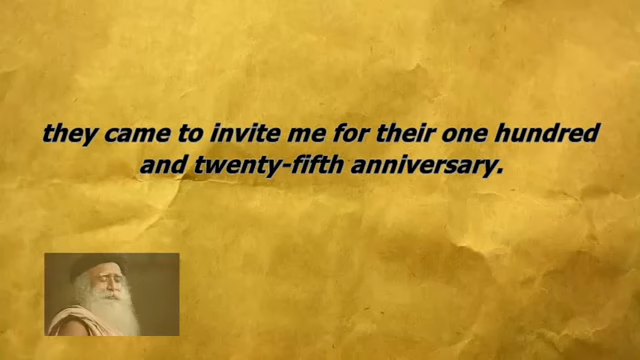 they came to invite me for their one hundred
and twenty-fifth anniversary.